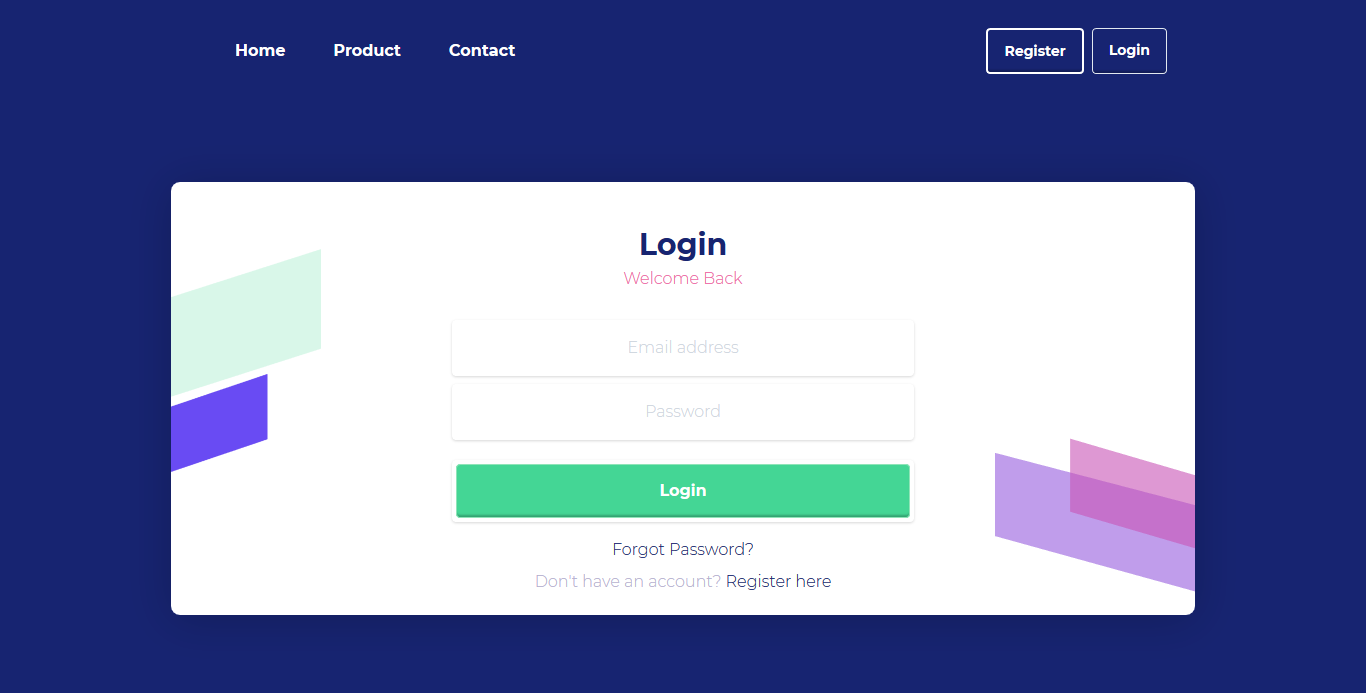 Home Product Contact Register Login
Login
Welcome Back
Email address
Password
Login
Forgot Password?
Don't have an account? Register here